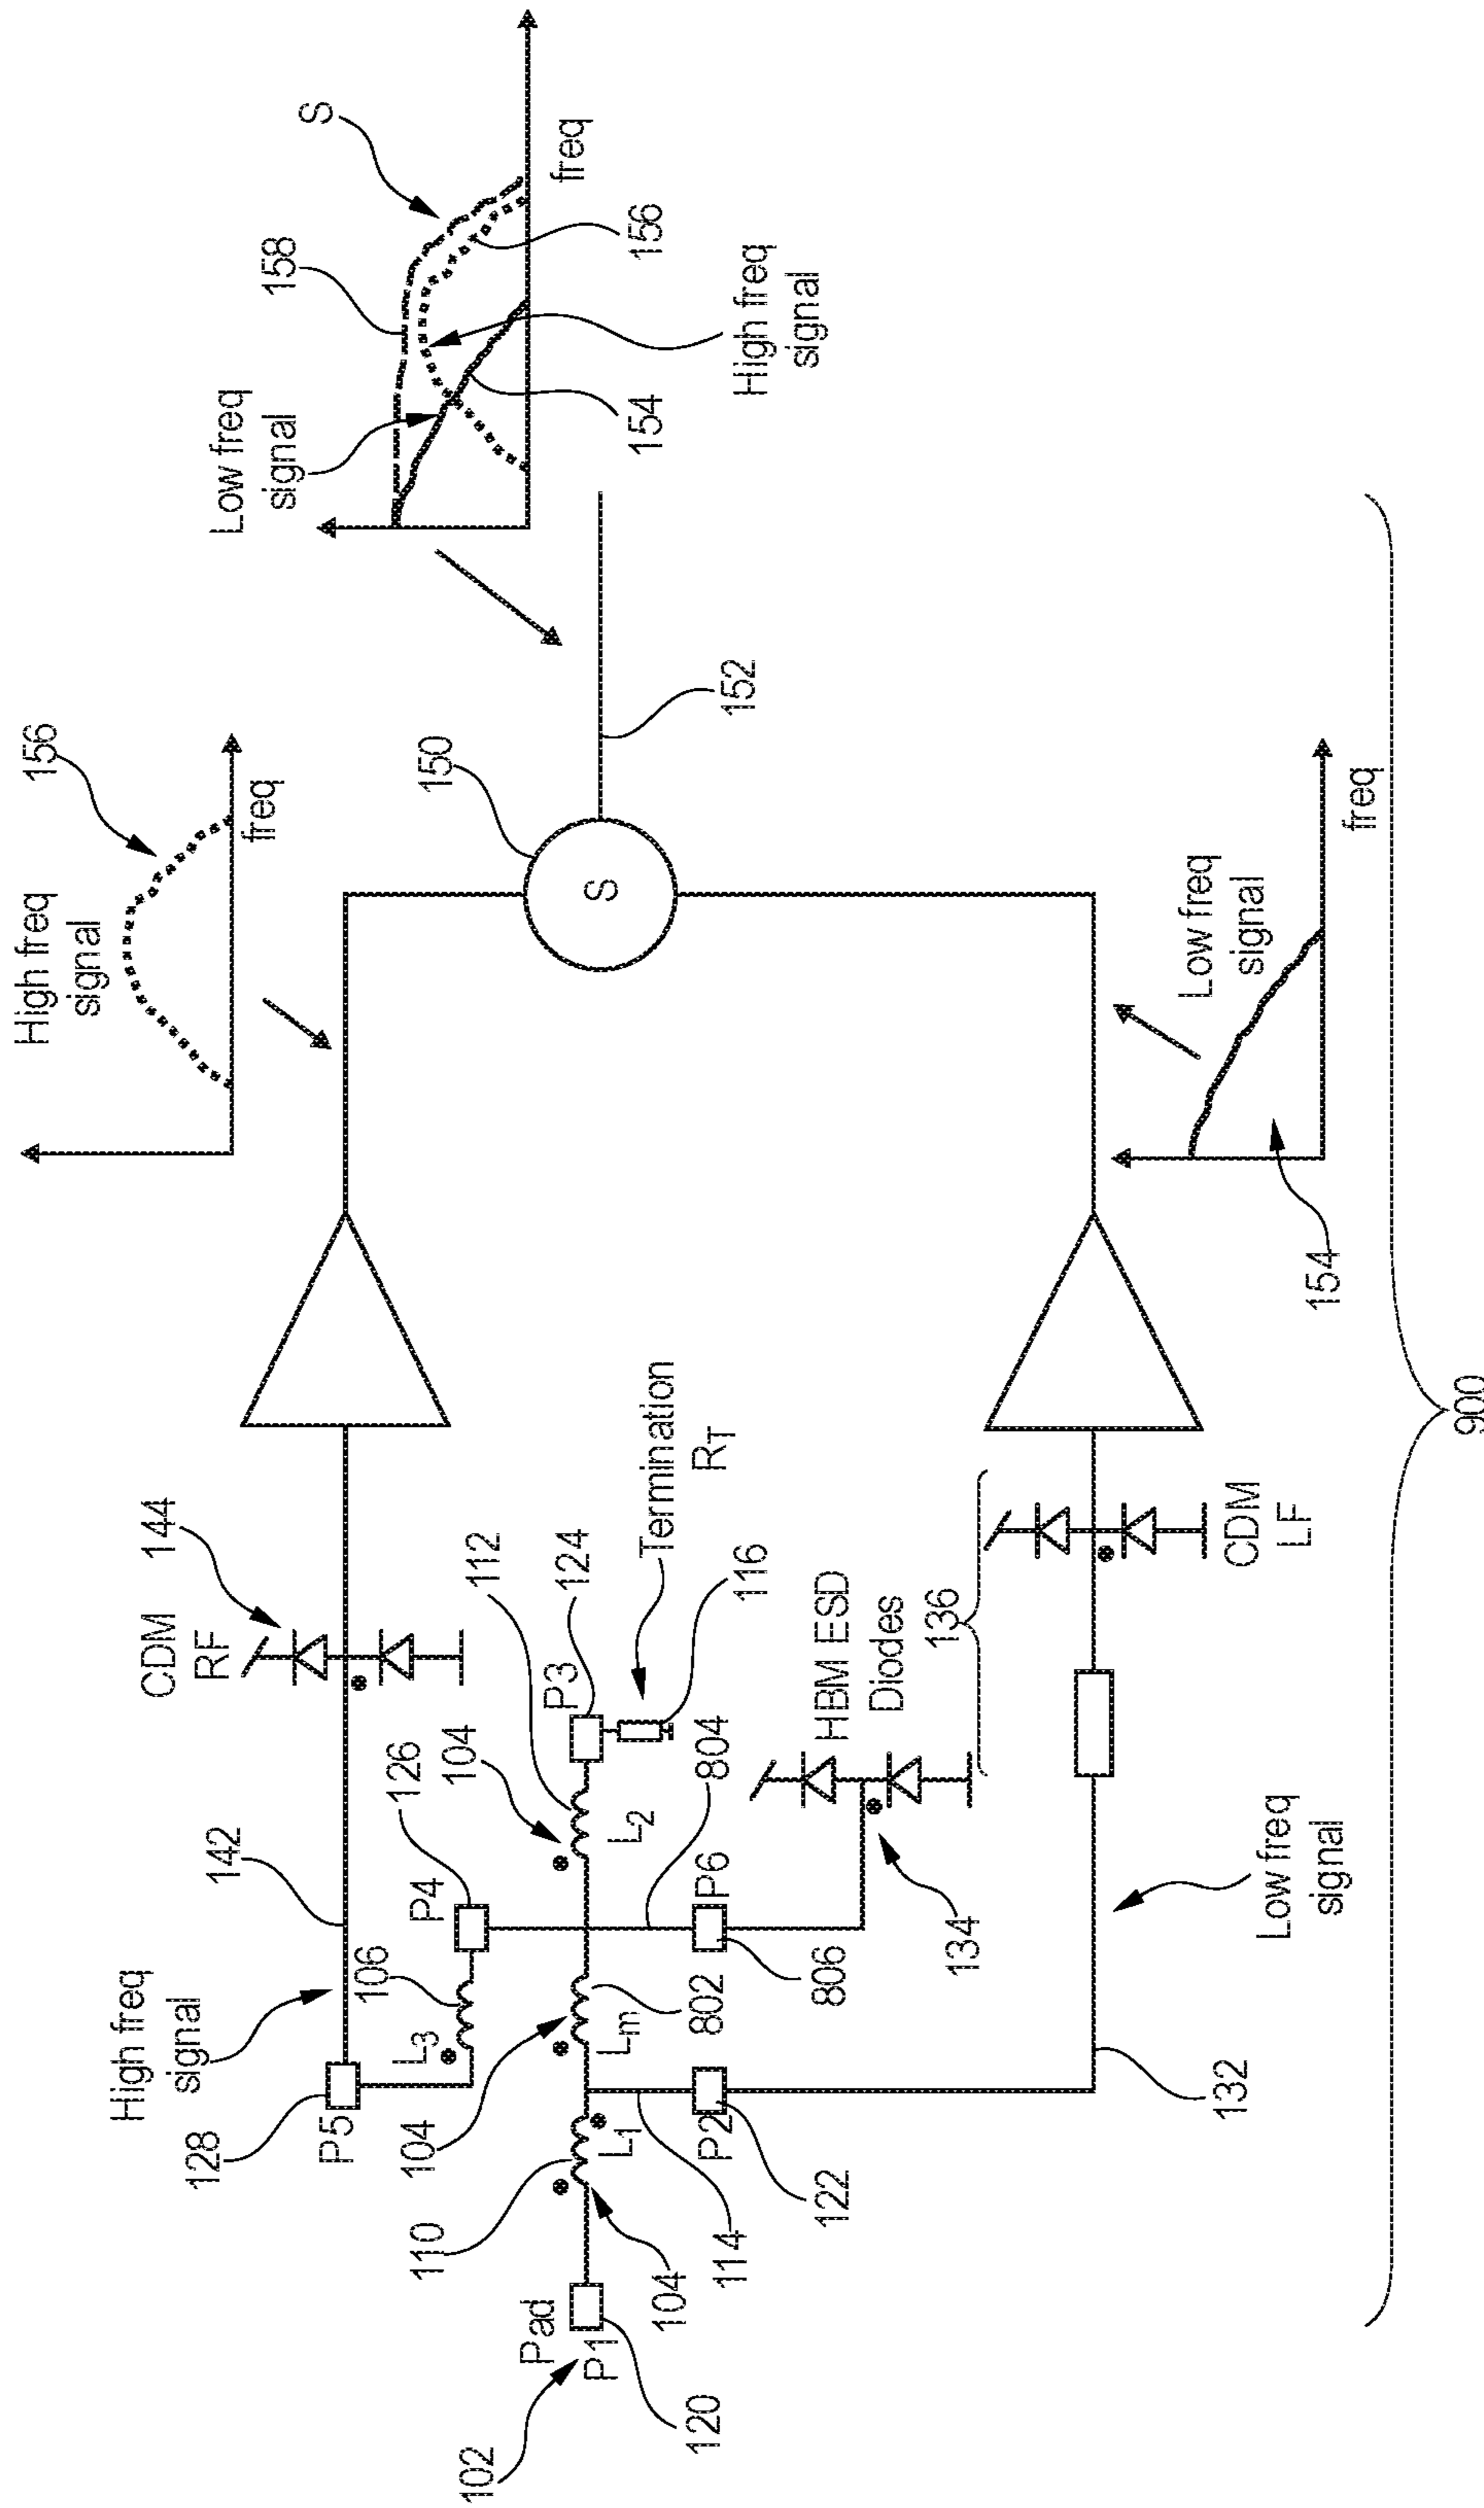 High freq
signal
156
freq
Low freq
signal
158
S
freq
156
High freq
signal
154
150
S
152
High freq
signal
142
CDM
RF
144
128
P5
106
L3
126
P4
104
112
P3
124
Termination
RT
116
104
Lm
802
L2
804
110
L1
Pad
P1
102
120
104
114
P2
122
P6
806
HBM ESD
Diodes
134
136
CDM
LF
132
Low freq
signal
Low freq
signal
freq
154
900